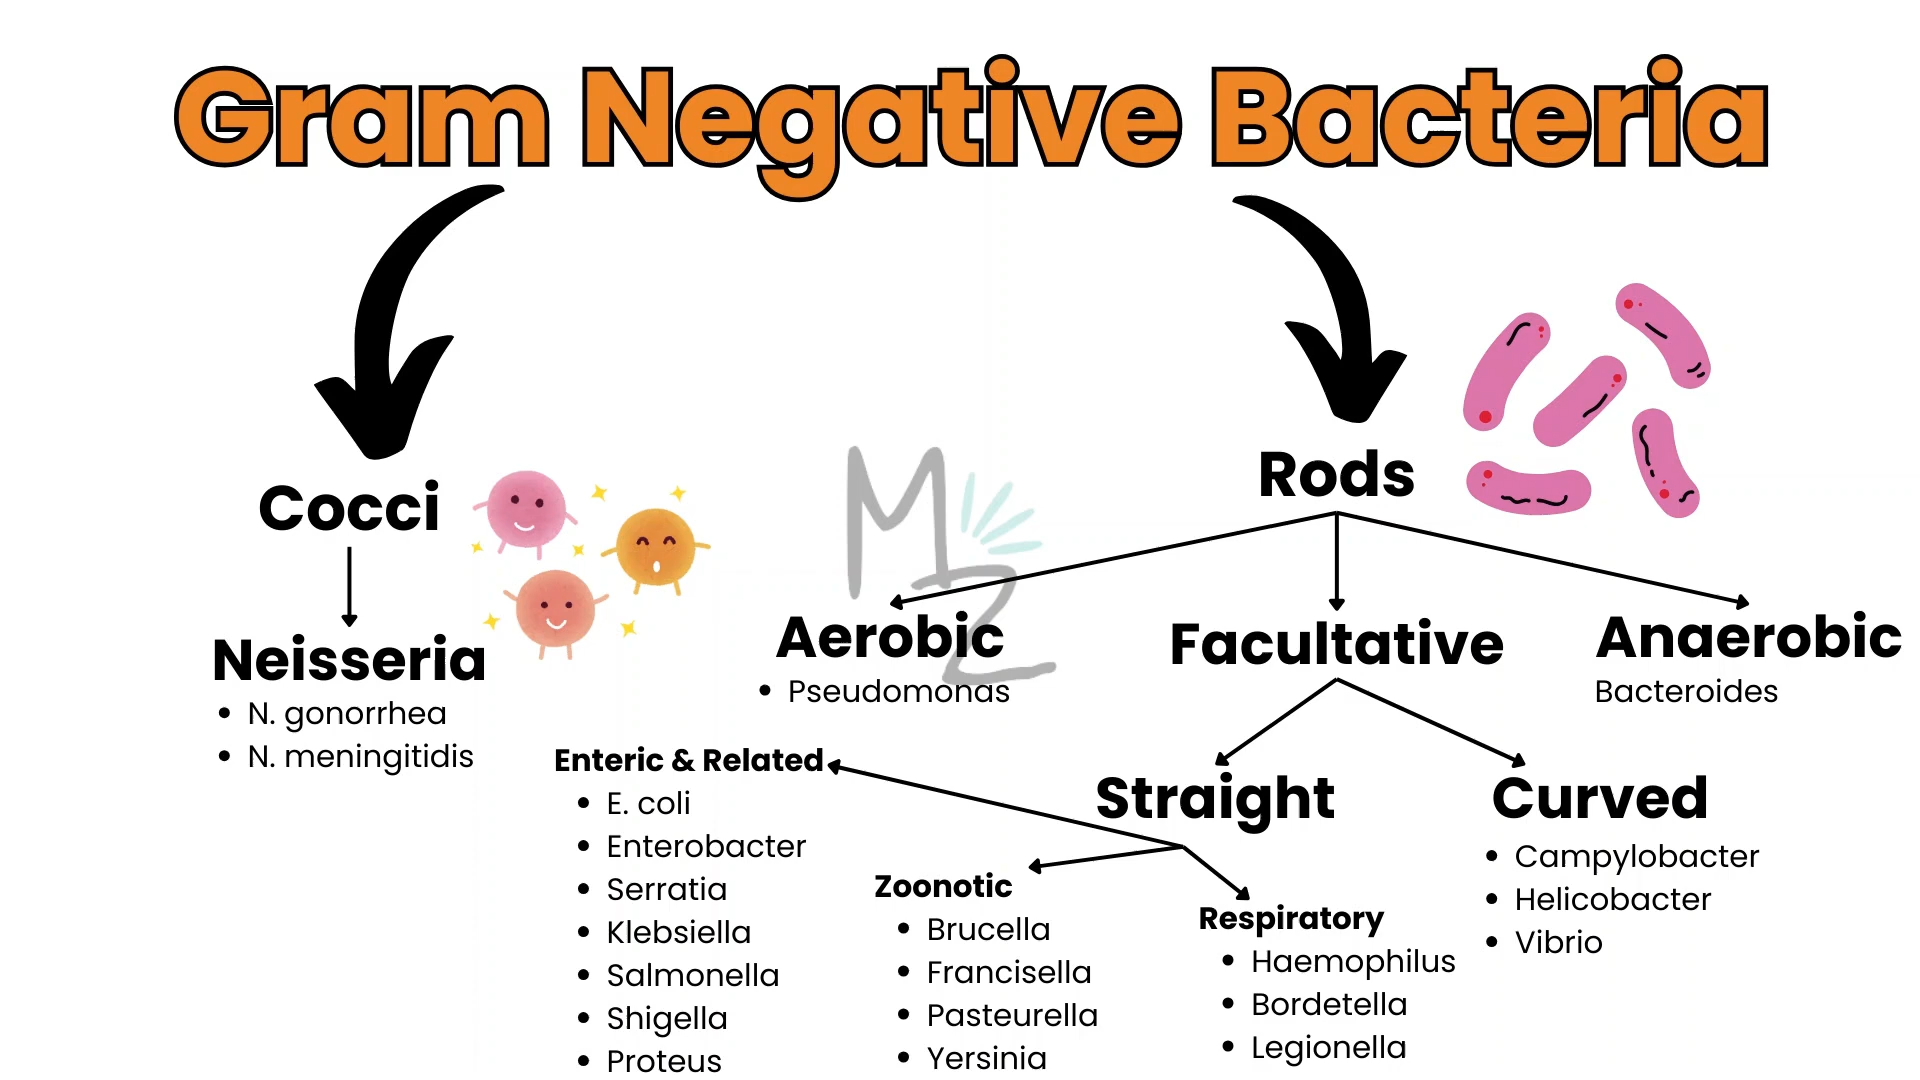 Gram Negative Bacteria
Cocci
Neisseria
• N. gonorrhea
• N. meningitidis
MZ
Rods
Aerobic
• Pseudomonas
Facultative
Anaerobic
Bacteroides
Straight
Enteric & Related
• E. coli
• Enterobacter
• Serratia
• Klebsiella
• Salmonella
• Shigella
• Proteus
Zoonotic
• Brucella
• Francisella
• Pasteurella
• Yersinia
Respiratory
• Haemophilus
• Bordetella
• Legionella
Curved
• Campylobacter
• Helicobacter
• Vibrio